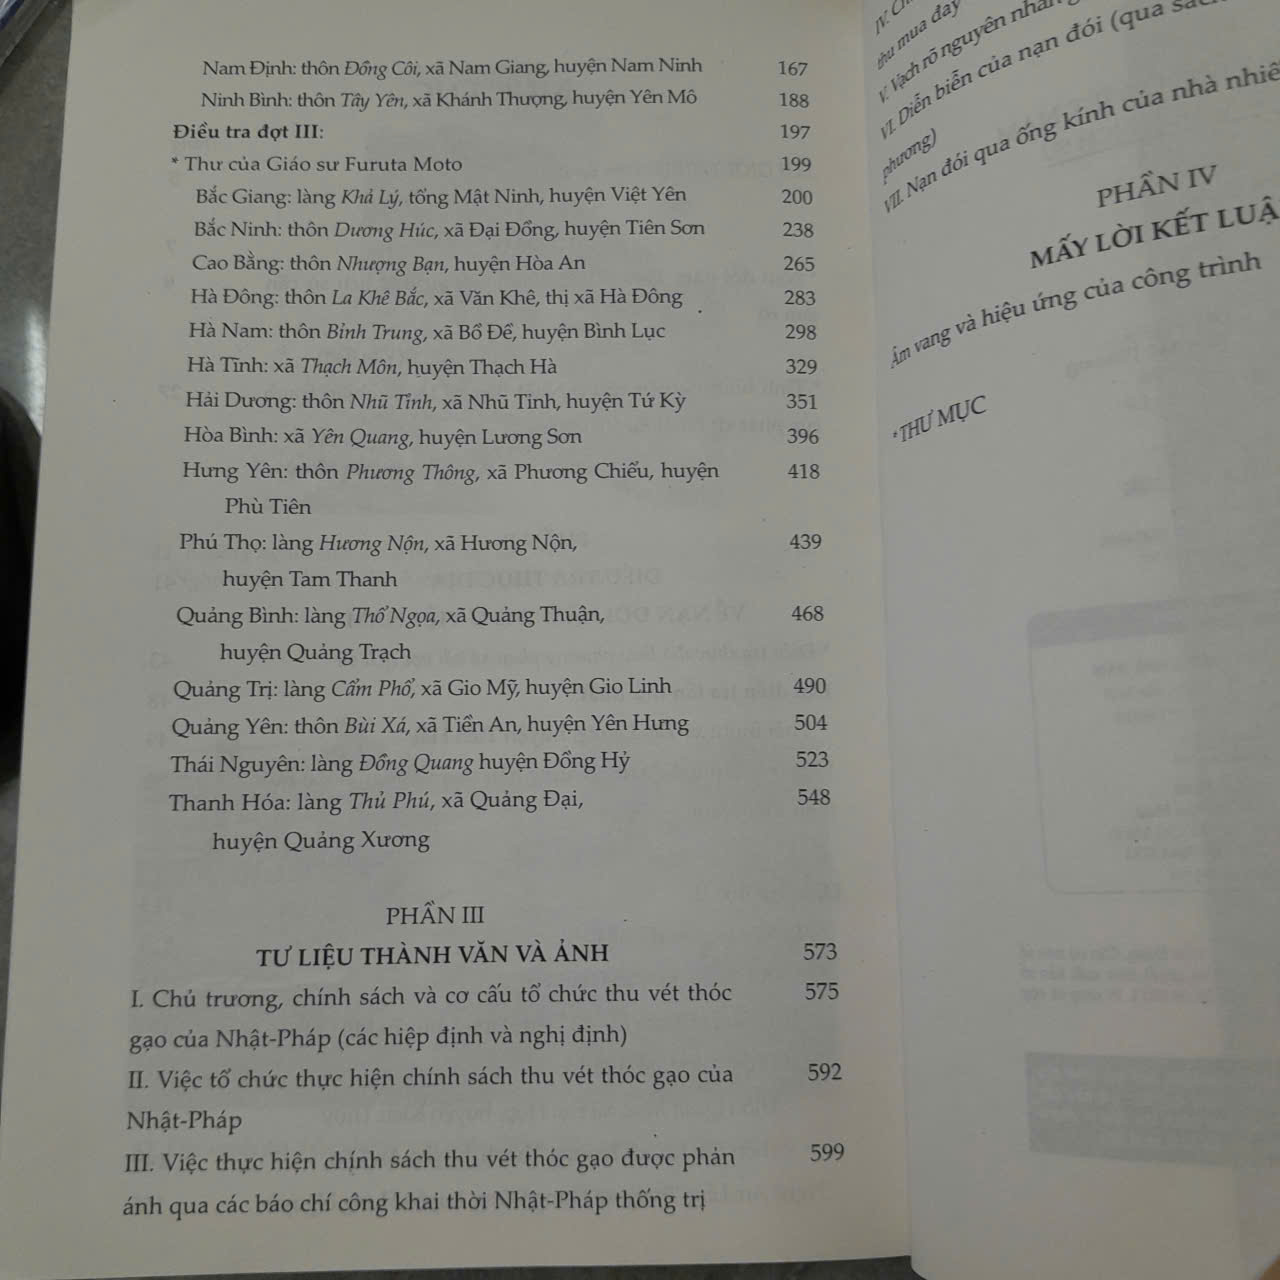 Nam Định: thôn Đồng Côi, xã Nam Giang, huyện Nam Ninh 167
Ninh Bình: thôn Tây Yên, xã Khánh Thượng, huyện Yên Mô 188
Điều tra đợt III: 197
* Thư của Giáo sư Furuta Moto 199
Bắc Giang: làng Khả Lý, tổng Mật Ninh, huyện Việt Yên 200
Bắc Ninh: thôn Dương Húc, xã Đại Đồng, huyện Tiên Sơn 238
Cao Bằng: thôn Nhượng Bạn, huyện Hòa An 265
Hà Đông: thôn La Khê Bắc, xã Văn Khê, thị xã Hà Đông 283
Hà Nam: thôn Bỉnh Trung, xã Bồ Đề, huyện Bình Lục 298
Hà Tĩnh: xã Thạch Môn, huyện Thạch Hà 329
Hải Dương: thôn Nhũ Tỉnh, xã Nhũ Tinh, huyện Tứ Kỳ 351
Hòa Bình: xã Yên Quang, huyện Lương Sơn 396
Hưng Yên: thôn Phương Thông, xã Phương Chiểu, huyện 418
Phù Tiên
Phú Thọ: làng Hương Nộn, xã Hương Nộn, 439
huyện Tam Thanh
Quảng Bình: làng Thổ Ngọa, xã Quảng Thuận, 468
huyện Quảng Trạch
Quảng Trị: làng Cẩm Phổ, xã Gio Mỹ, huyện Gio Linh 490
Quảng Yên: thôn Bùi Xá, xã Tiền An, huyện Yên Hưng 504
Thái Nguyên: làng Đồng Quang huyện Đồng Hỷ 523
Thanh Hóa: làng Thủ Phú, xã Quảng Đại, 548
huyện Quảng Xương
PHẦN III
TƯ LIỆU THÀNH VĂN VÀ ẢNH 573
I. Chủ trương, chính sách và cơ cấu tổ chức thu vét thóc 575
gạo của Nhật-Pháp (các hiệp định và nghị định)
II. Việc tổ chức thực hiện chính sách thu vét thóc gạo của 592
Nhật-Pháp
III. Việc thực hiện chính sách thu vét thóc gạo được phản 599
ánh qua các báo chí công khai thời Nhật-Pháp thống trị
IV.
thu mua đay
V. Vạch rõ nguyên nhân
VI. Diễn biến của nạn đói (qua
phương)
VII. Nạn đói qua ống kính của nhà
PHẦN IV
MẤY LỜI KẾT
Âm vang và hiệu ứng của công trình
*THƯ MỤC